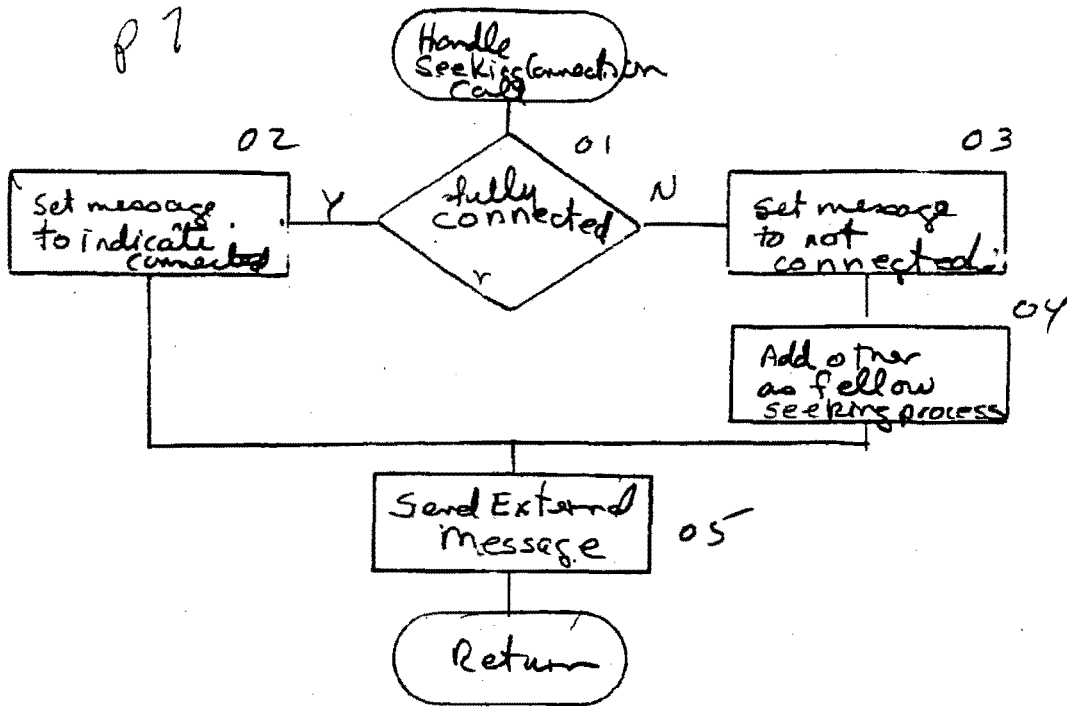 p 7
Handle
Seeking Connection
Call
02
01
03
set message
to indicate
connected
Y
fully
connected
N
set message
to not
connected
04
Add other
as fellow
seeking process
Send External
Message
05
Return